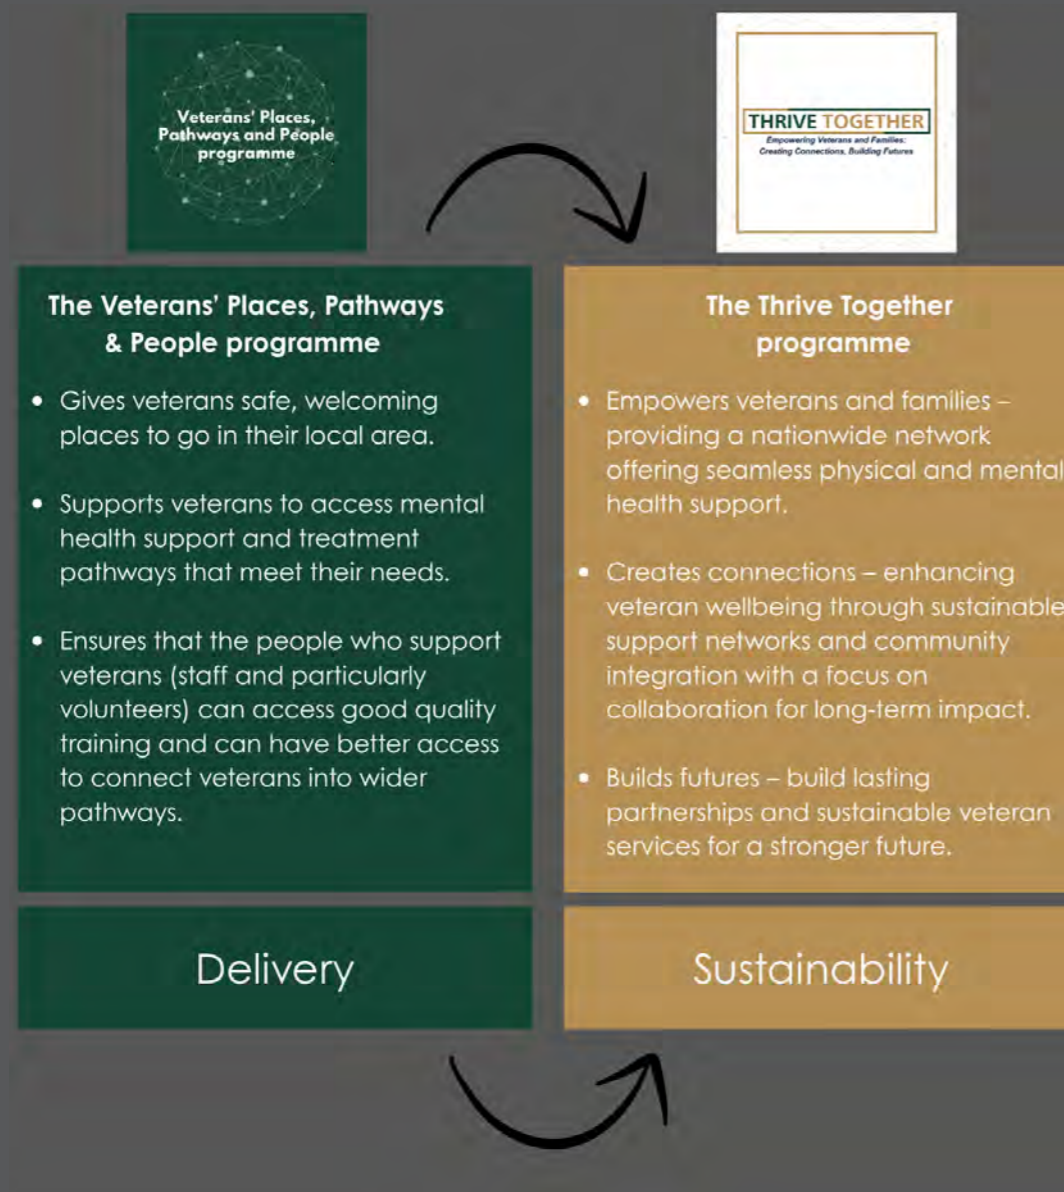 Veterans' Places,
Pathways and People
programme
THRIVE TOGETHER
Empowering Veterans and Families:
Creating Connections, Building Futures
The Veterans' Places, Pathways
& People programme
• Gives veterans safe, welcoming
places to go in their local area.
• Supports veterans to access mental
health support and treatment
pathways that meet their needs.
• Ensures that the people who support
veterans (staff and particularly
volunteers) can access good quality
training and can have better access
to connect veterans into wider
pathways.
Delivery
The Thrive Together
programme
• Empowers veterans and families –
providing a nationwide network
offering seamless physical and mental
health support.
• Creates connections – enhancing
veteran wellbeing through sustainable
support networks and community
integration with a focus on
collaboration for long-term impact.
• Builds futures – build lasting
partnerships and sustainable veteran
services for a stronger future.
Sustainability